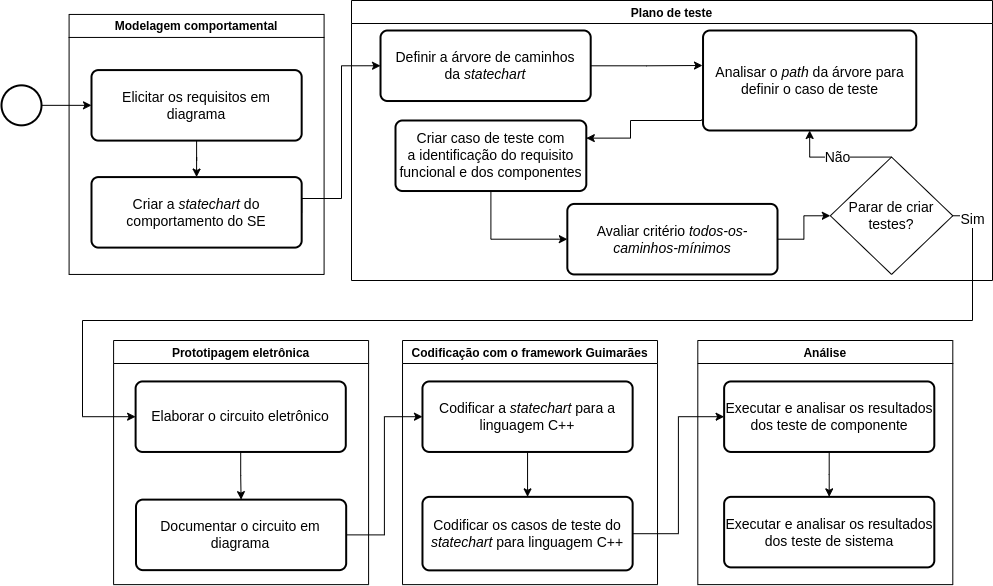 Modelagem comportamental
Elicitar os requisitos em
diagrama
Criar a statechart do
comportamento do SE
Plano de teste
Definir a árvore de caminhos
da statechart
Analisar o path da árvore para
definir o caso de teste
Criar caso de teste com
a identificação do requisito
funcional e dos componentes
Avaliar critério todos-os-
caminhos-mínimos
Parar de criar
testes?
Não
Sim
Prototipagem eletrônica
Elaborar o circuito eletrônico
Documentar o circuito em
diagrama
Codificação com o framework Guimarães
Codificar a statechart para a
linguagem C++
Codificar os casos de teste do
statechart para linguagem C++
Análise
Executar e analisar os resultados
dos teste de componente
Executar e analisar os resultados
dos teste de sistema